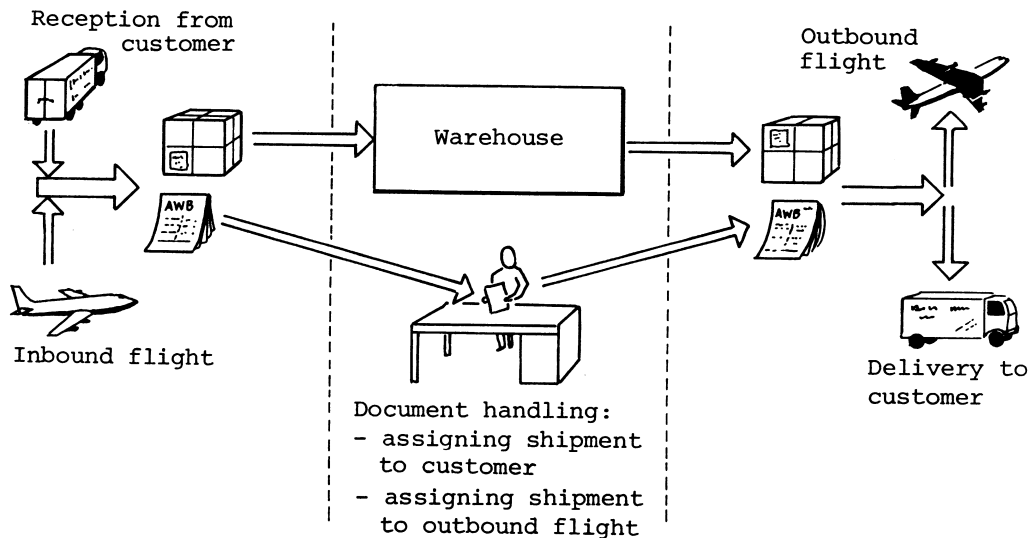 Reception from
customer
Outbound
flight
Warehouse
AWB
AWB
Inbound flight
Delivery to
customer
Document handling:
- assigning shipment
to customer
- assigning shipment
to outbound flight